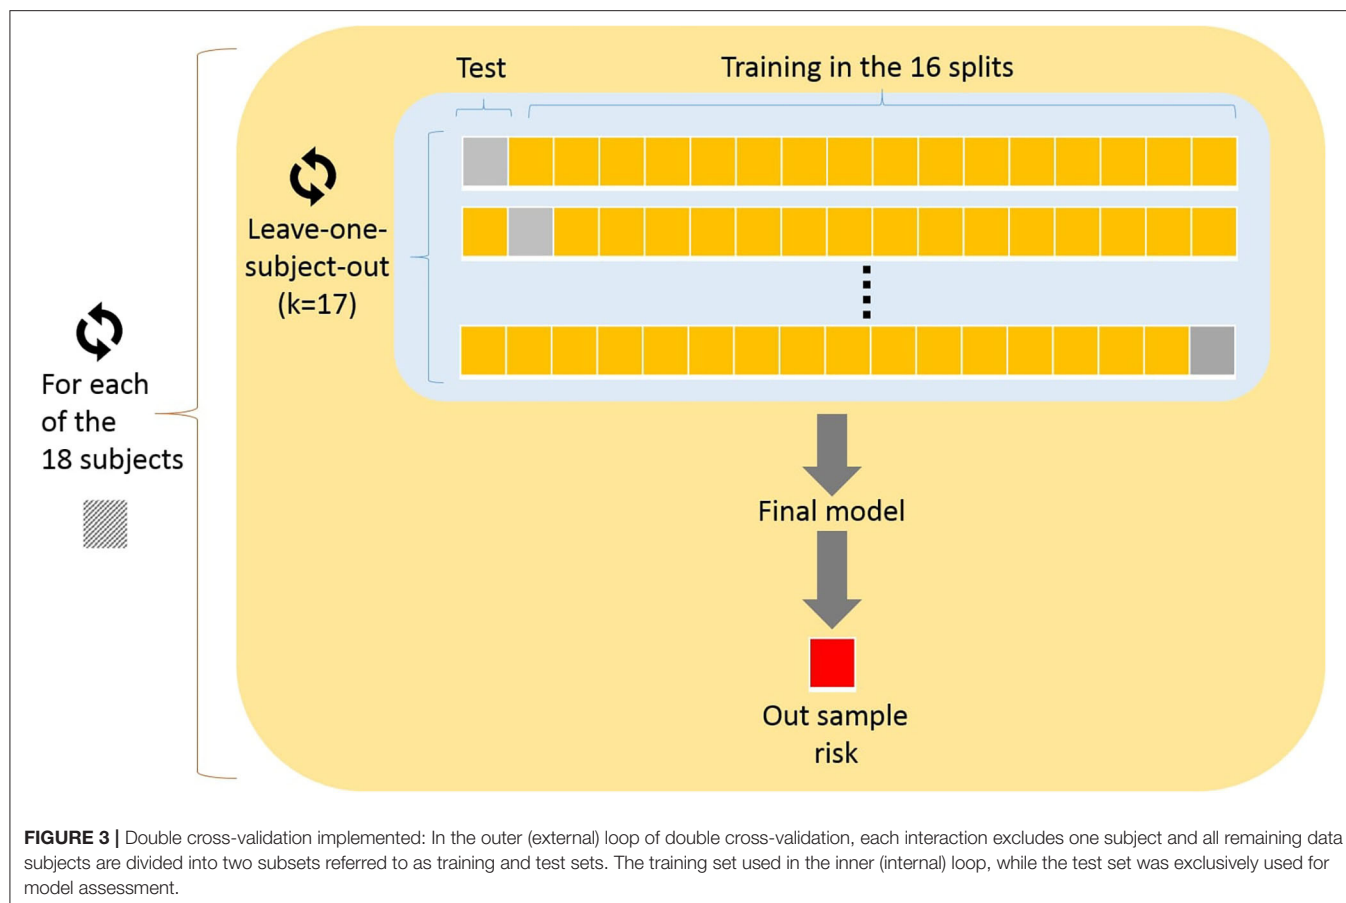 Test
Training in the 16 splits
Leave-one-
subject-out
(k=17)
For each
of the
18 subjects
Final model
Out sample
risk
FIGURE 3 | Double cross-validation implemented: In the outer (external) loop of double cross-validation, each interaction excludes one subject and all remaining data
subjects are divided into two subsets referred to as training and test sets. The training set used in the inner (internal) loop, while the test set was exclusively used for
model assessment.